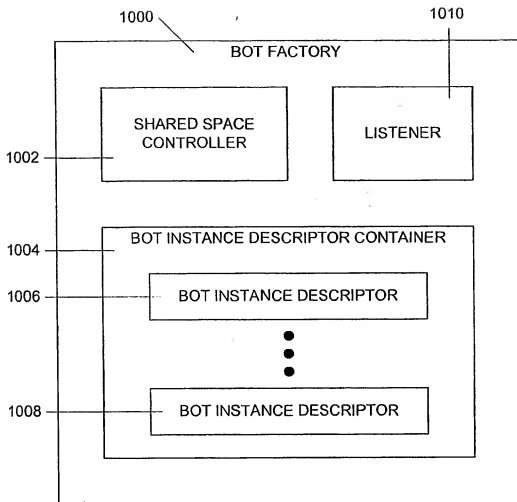 1000
1010
BOT FACTORY
SHARED SPACE
CONTROLLER
LISTENER
1002
1004
BOT INSTANCE DESCRIPTOR CONTAINER
1006
BOT INSTANCE DESCRIPTOR
1008
BOT INSTANCE DESCRIPTOR